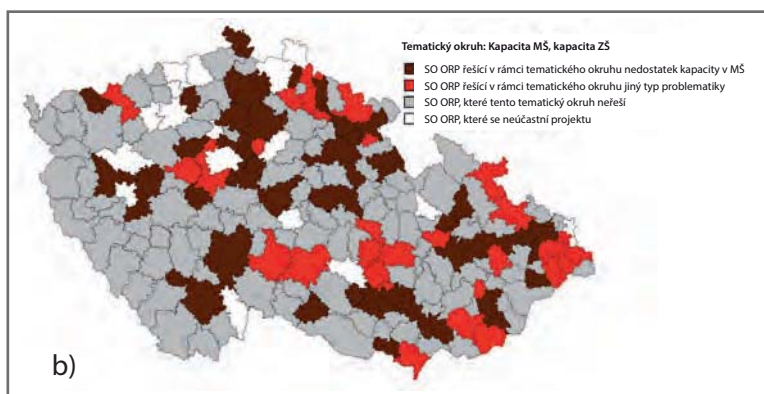 Tematický okruh: Kapacita MŠ, kapacita ZŠ
SO ORP řešící v rámci tematického okruhu nedostatek kapacity v MŠ
SO ORP řešící v rámci tematického okruhu jiný typ problematiky
SO ORP, které tento tematický okruh neřeší
SO ORP, které se neúčastní projektu
b)